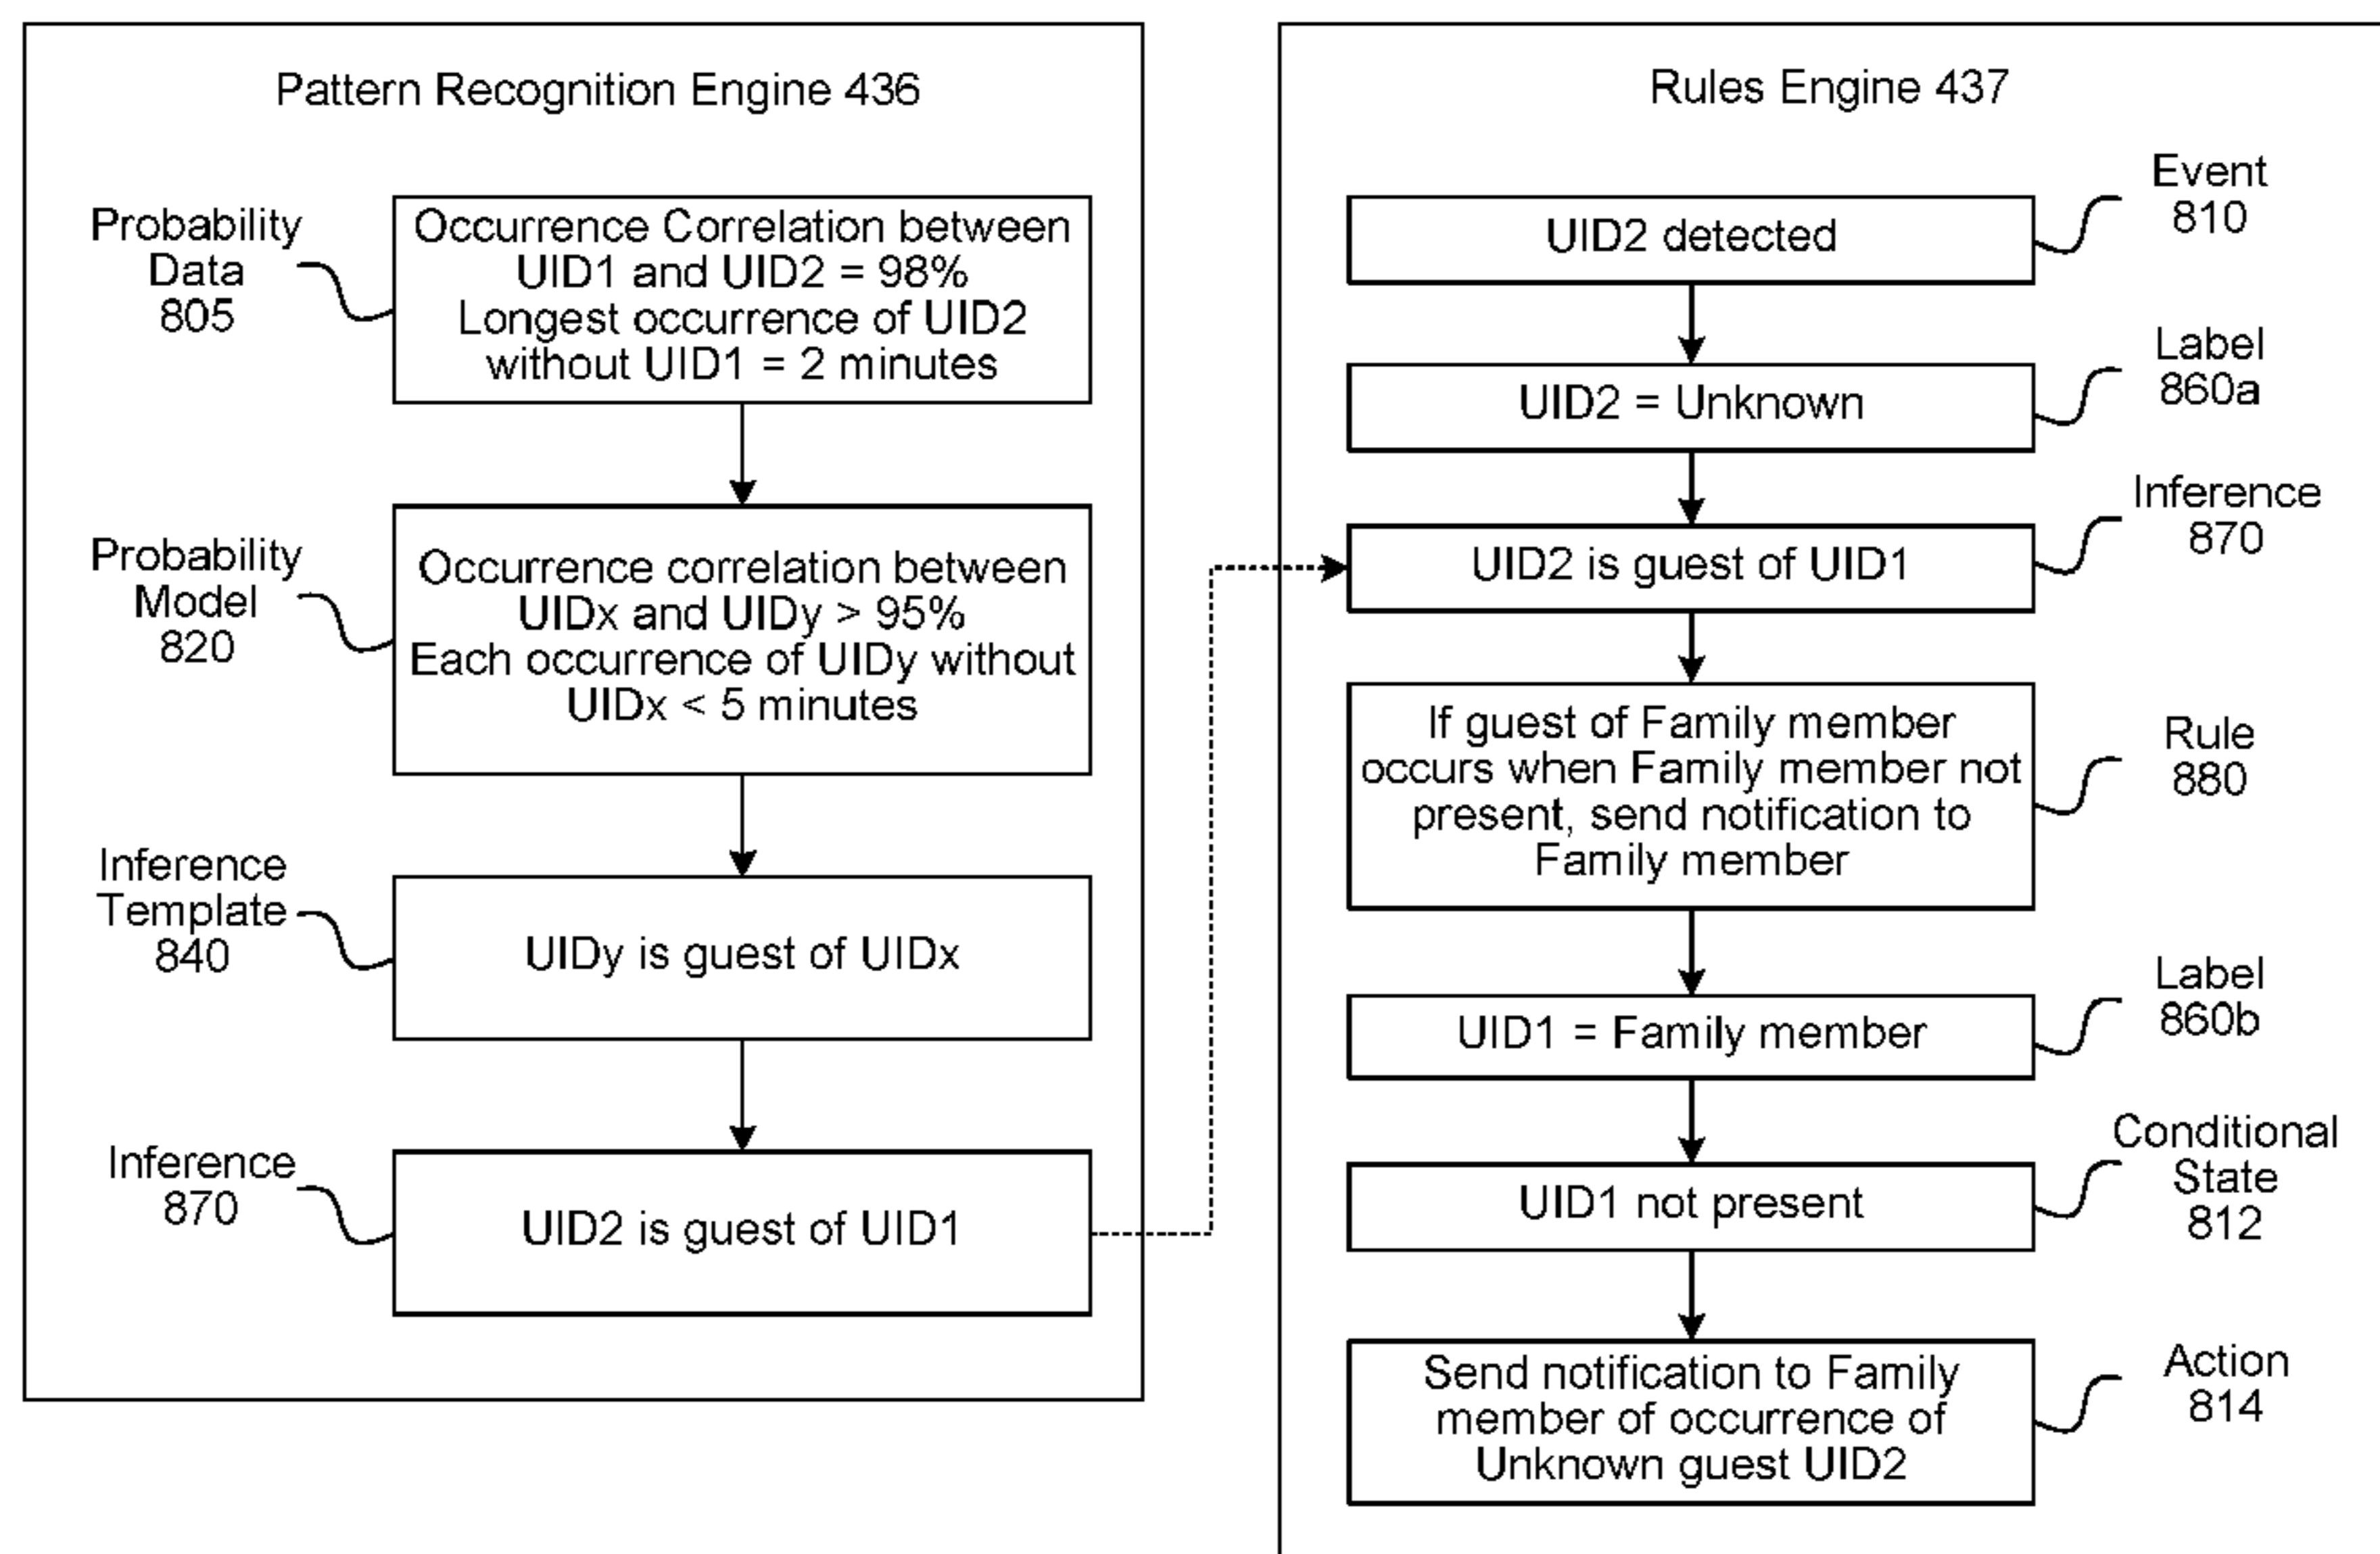 Pattern Recognition Engine 436
Probability
Data
805
Occurrence Correlation between
UID1 and UID2 = 98%
Longest occurrence of UID2
without UID1 = 2 minutes
Probability
Model
820
Occurrence correlation between
UIDx and UIDy > 95%
Each occurrence of UIDy without
UIDx < 5 minutes
Inference
Template
840
UIDy is guest of UIDx
Inference
870
UID2 is guest of UID1
Rules Engine 437
UID2 detected
Event
810
UID2 = Unknown
Label
860a
UID2 is guest of UID1
Inference
870
If guest of Family member
occurs when Family member not
present, send notification to
Family member
Rule
880
UID1 = Family member
Label
860b
UID1 not present
Conditional
State
812
Send notification to Family
member of occurrence of
Unknown guest UID2
Action
814